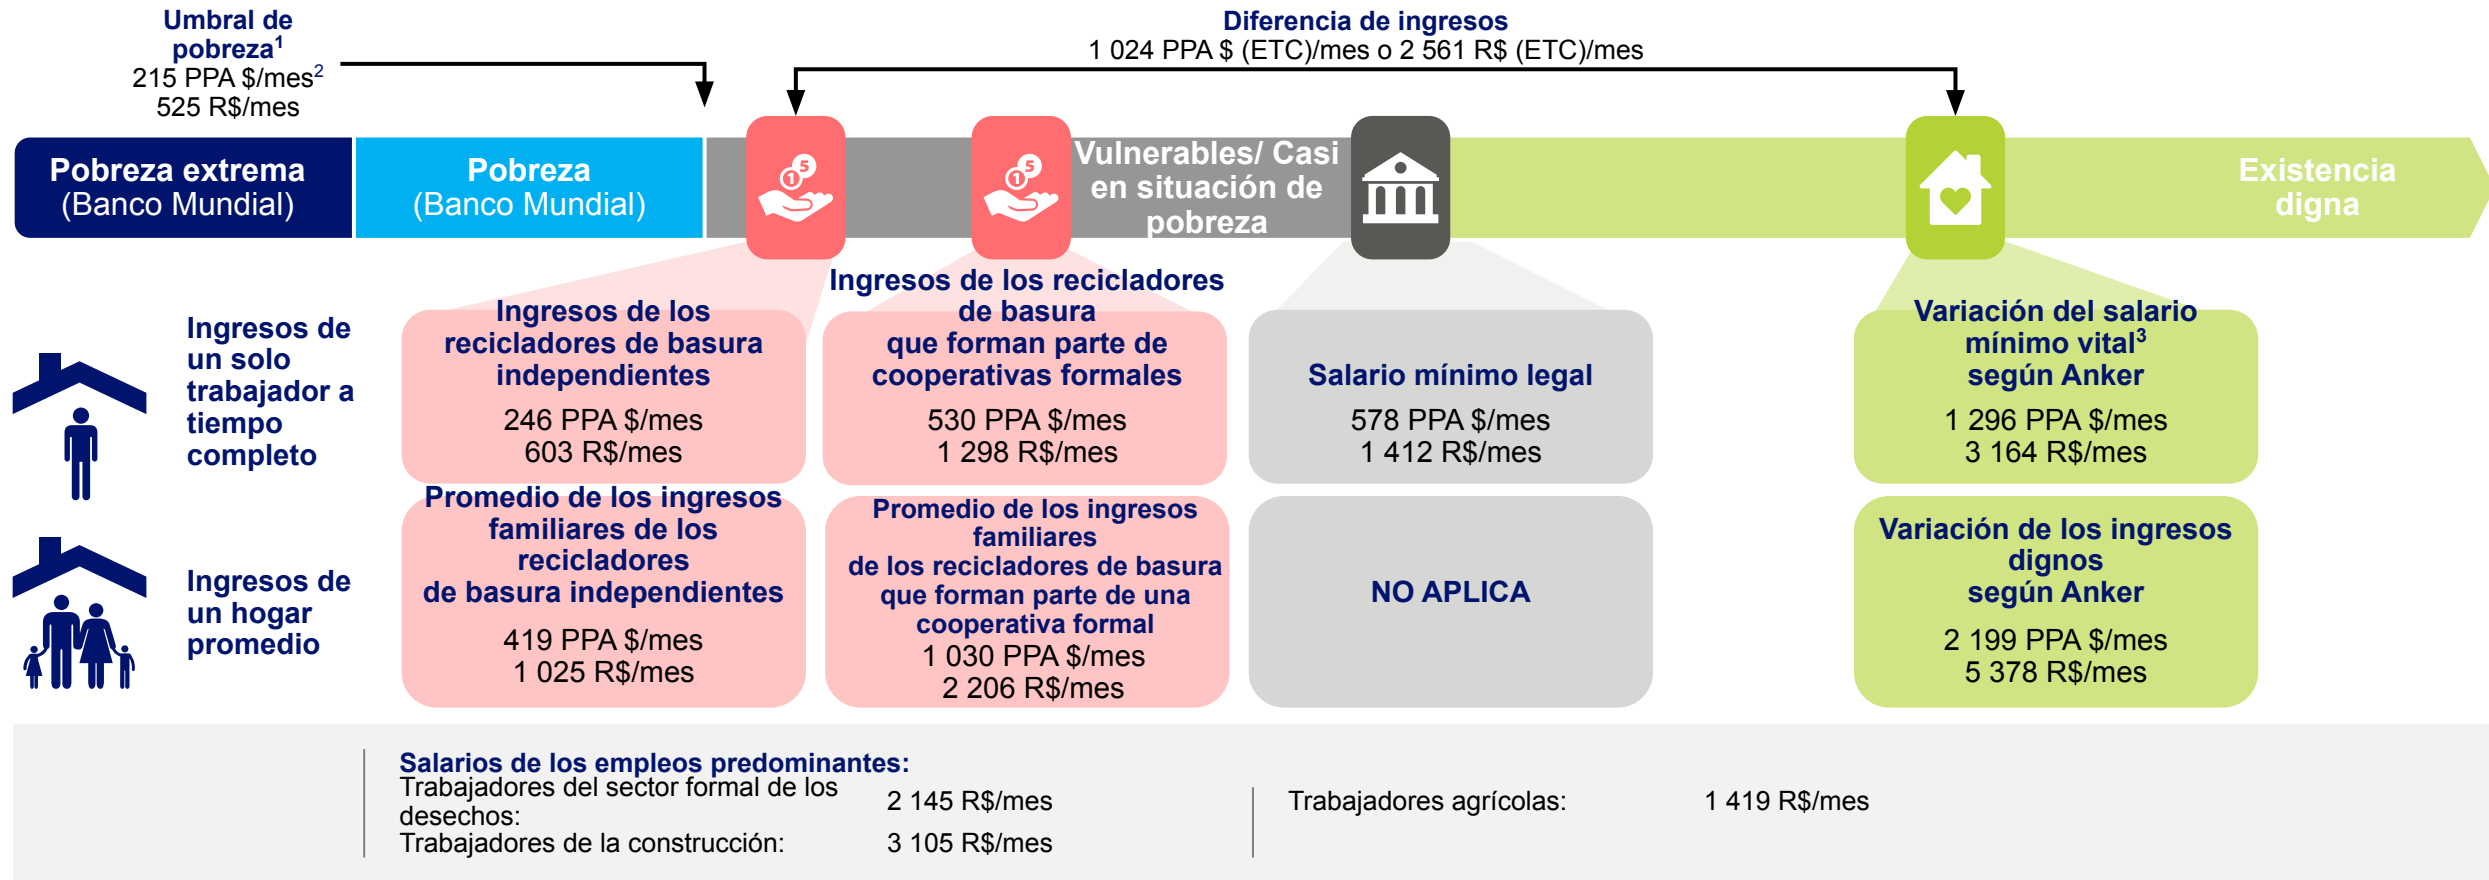 Umbral de
pobreza¹
215 PPA $/mes²
525 R$/mes
Diferencia de ingresos
1 024 PPA $ (ETC)/mes o 2 561 R$ (ETC)/mes
Pobreza extrema
(Banco Mundial)
Pobreza
(Banco Mundial)
5
1
5
1
Vulnerables/ Casi
en situación de
pobreza
Existencia
digna
Ingresos de
un solo
trabajador a
tiempo
completo
Ingresos de los
recicladores de basura
independientes
246 PPA $/mes
603 R$/mes
Ingresos de los recicladores
de basura
que forman parte de
cooperativas formales
530 PPA $/mes
1 298 R$/mes
Salario mínimo legal
578 PPA $/mes
1 412 R$/mes
Variación del salario
mínimo vital³
según Anker
1 296 PPA $/mes
3 164 R$/mes
Ingresos de
un hogar
promedio
Promedio de los ingresos
familiares de los
recicladores
de basura independientes
419 PPA $/mes
1 025 R$/mes
Promedio de los ingresos
familiares
de los recicladores de basura
que forman parte de una
cooperativa formal
1 030 PPA $/mes
2 206 R$/mes
NO APLICA
Variación de los ingresos
dignos
según Anker
2 199 PPA $/mes
5 378 R$/mes
Salarios de los empleos predominantes:
Trabajadores del sector formal de los
desechos:
2 145 R$/mes
Trabajadores de la construcción:
3 105 R$/mes
Trabajadores agrícolas:
1 419 R$/mes